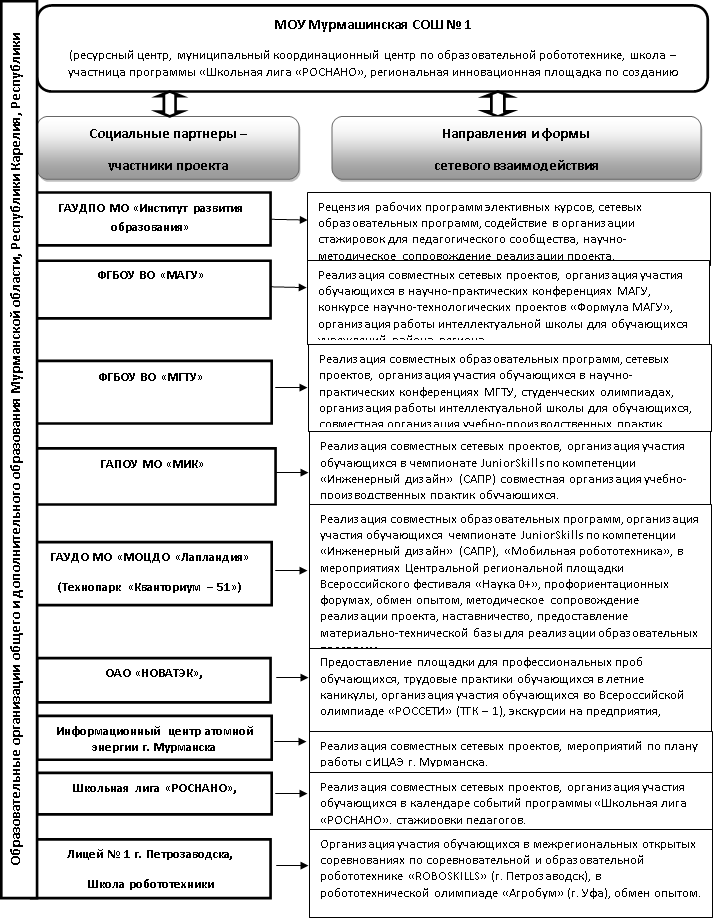 Образовательные организации общего и дополнительного образования Мурманской области, Республики Карелия, Республики
МОУ Мурмашинская СОШ № 1
(ресурсный центр, муниципальный координационный центр по образовательной робототехнике, школа –
участница программы «Школьная лига «РОСНАНО», региональная инновационная площадка по созданию
Социальные партнеры –
участники проекта
Направления и формы
сетевого взаимодействия
ГАУДПО МО «Институт развития
образования»
Рецензия рабочих программ элективных курсов, сетевых
образовательных программ, содействие в организации
стажировок для педагогического сообщества, научно-
методическое сопровождение реализации проекта.
ФГБОУ ВО «МАГУ»
Реализация совместных сетевых проектов, организация участия
обучающихся в научно-практических конференциях МАГУ,
конкурсе научно-технологических проектов «Формула МАГУ»,
организация работы интеллектуальной школы для обучающихся
учреждений района, региона
ФГБОУ ВО «МГТУ»
Реализация совместных образовательных программ, сетевых
проектов, организация участия обучающихся в научно-
практических конференциях МГТУ, студенческих олимпиадах,
организация работы интеллектуальной школы для обучающихся,
совместная организация учебно-производственных практик
ГАПОУ МО «МИК»
Реализация совместных сетевых проектов, организация участия
обучающихся в чемпионате JuniorSkills по компетенции
«Инженерный дизайн» (САПР) совместная организация учебно-
производственных практик обучающихся.
ГАУДО МО «МОЦДО «Лапландия»
(Технопарк «Кванториум – 51»)
Реализация совместных образовательных программ, организация
участия обучающихся чемпионате JuniorSkills по компетенции
«Инженерный дизайн» (САПР), «Мобильная робототехника», в
мероприятиях Центральной региональной площадки
Всероссийского фестиваля «Наука 0+», профориентационных
форумах, обмен опытом, методическое сопровождение
реализации проекта, наставничество, предоставление
материально-технической базы для реализации образовательных
программ
ОАО «НОВАТЭК»,
Предоставление площадки для профессиональных проб
обучающихся, трудовые практики обучающихся в летние
каникулы, организация участия обучающихся во Всероссийской
олимпиаде «РОССЕТИ» (ТГК – 1), экскурсии на предприятия,
Информационный центр атомной
энергии г. Мурманска
Реализация совместных сетевых проектов, мероприятий по плану
работы с ИЦАЭ г. Мурманска.
Школьная лига «РОСНАНО»,
Реализация совместных сетевых проектов, организация участия
обучающихся в календаре событий программы «Школьная лига
«РОСНАНО», стажировки педагогов.
Лицей № 1 г. Петрозаводска,
Школа робототехники
Организация участия обучающихся в межрегиональных открытых
соревнованиях по соревновательной и образовательной
робототехнике «ROBOSKILLS» (г. Петрозаводск), в
робототехнической олимпиаде «Агробум» (г. Уфа), обмен опытом.